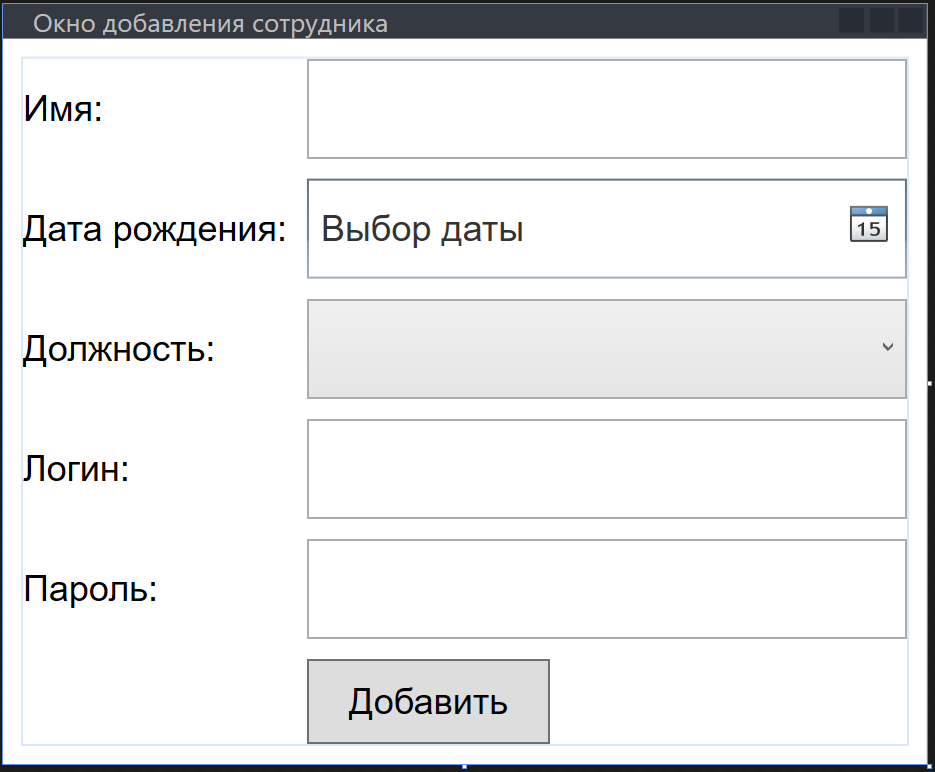 Окно добавления сотрудника
Имя:
Дата рождения: Выбор даты 15
Должность:
Логин:
Пароль:
Добавить